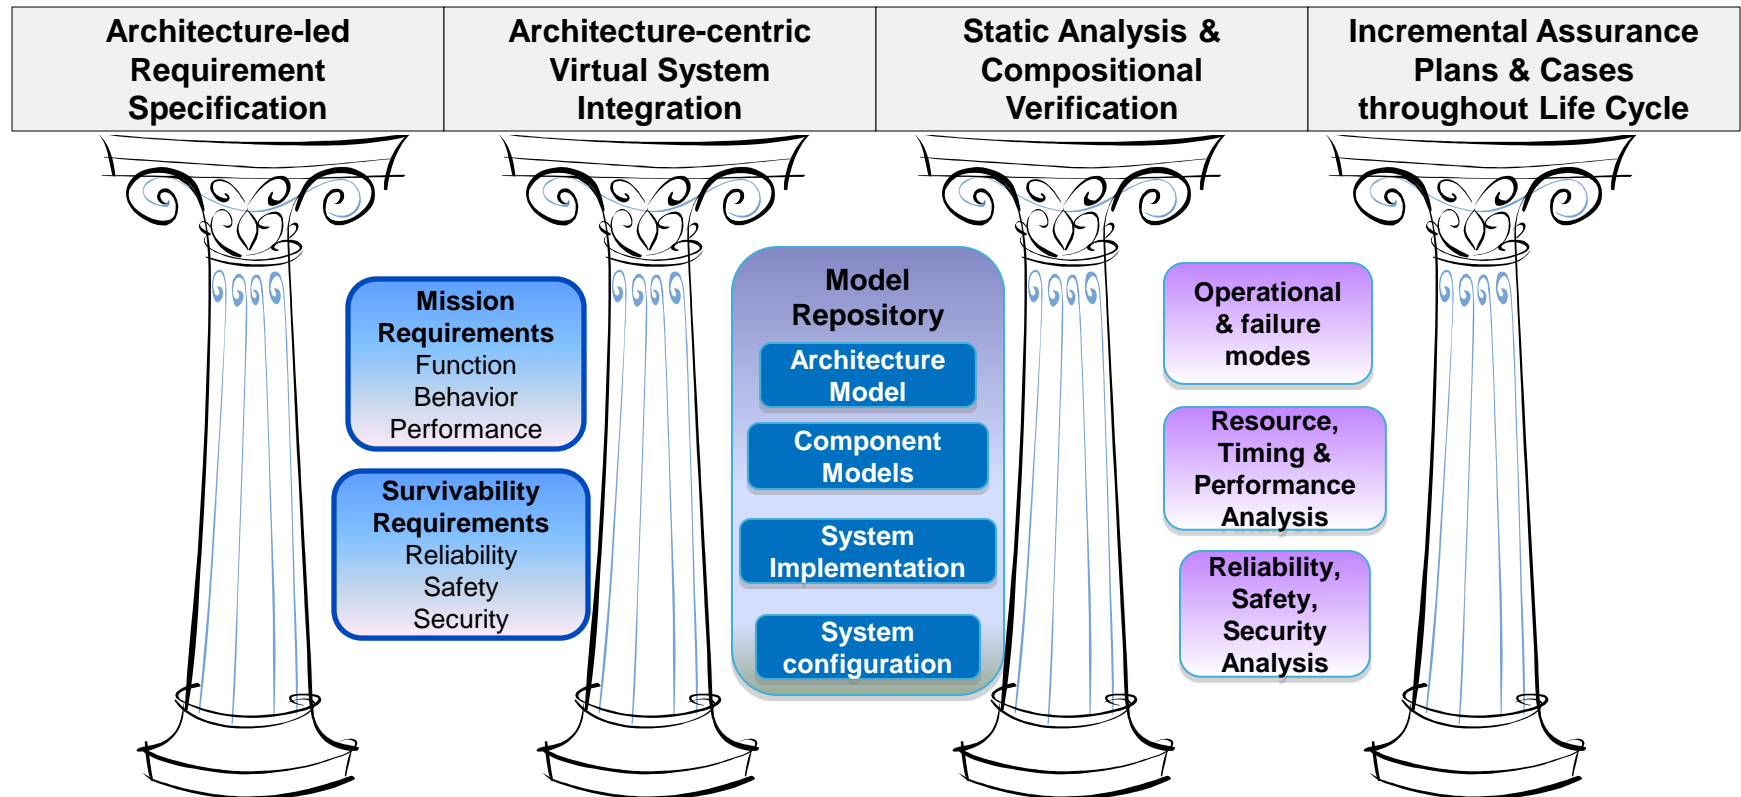 Architecture-led
Requirement
Specification
Architecture-centric
Virtual System
Integration
Static Analysis &
Compositional
Verification
Incremental Assurance
Plans & Cases
throughout Life Cycle
Mission
Requirements
Function
Behavior
Performance
Survivability
Requirements
Reliability
Safety
Security
Model
Repository
Architecture
Model
Component
Models
System
Implementation
System
configuration
Operational
& failure
modes
Resource,
Timing &
Performance
Analysis
Reliability,
Safety,
Security
Analysis